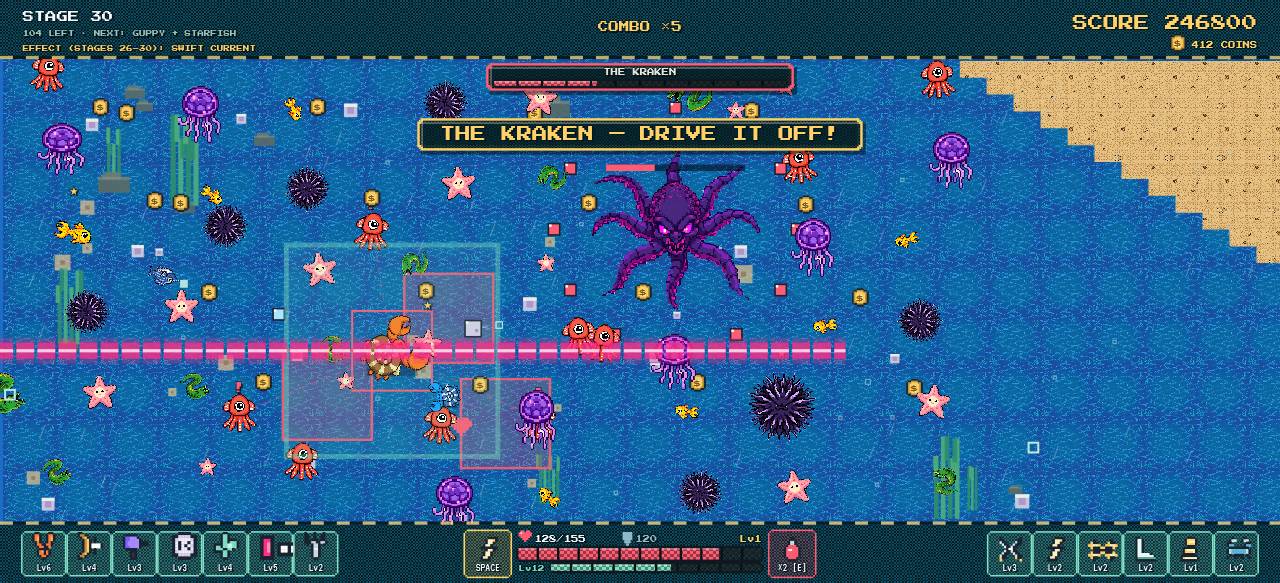 STAGE 30
104 LEFT · NEXT: GUPPY + STARFISH
EFFECT (STAGES 26-30): SWIFT CURRENT
COMBO ×5
SCORE 246800
$ 412 COINS
THE KRAKEN
THE KRAKEN — DRIVE IT OFF!
Lv6
Lv4
Lv3
Lv3
Lv4
Lv5
Lv2
SPACE
128/155
120
Lv1
Lv12
×2 [E]
Lv3
Lv2
Lv2
Lv2
Lv1
Lv2